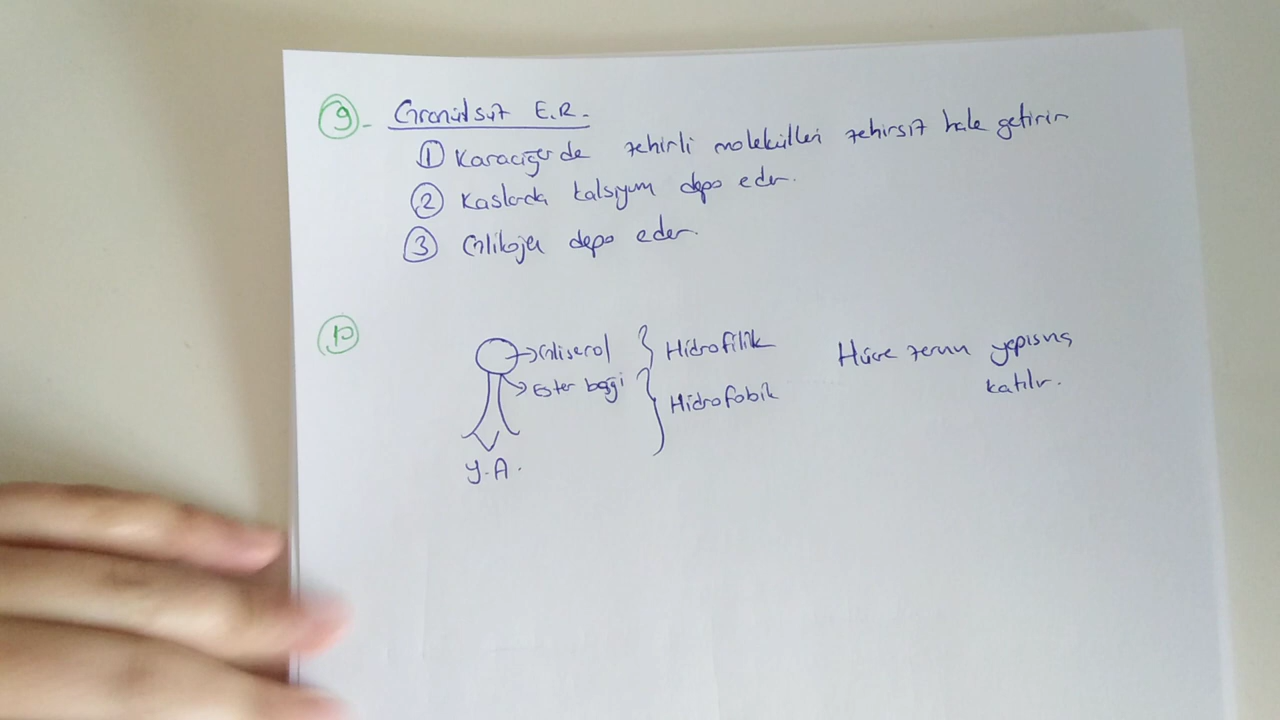 9- Granülsüz E.R.
1 Karaciğerde zehirli molekülleri zehirsiz hale getirir
2 Kaslarda kalsiyum depo eder.
3 Glikojen depo eder.
10
Gliserol
Hidrofilik
Hücre zarının yapısına
katılır.
Ester bağı
Hidrofobik
Y.A.